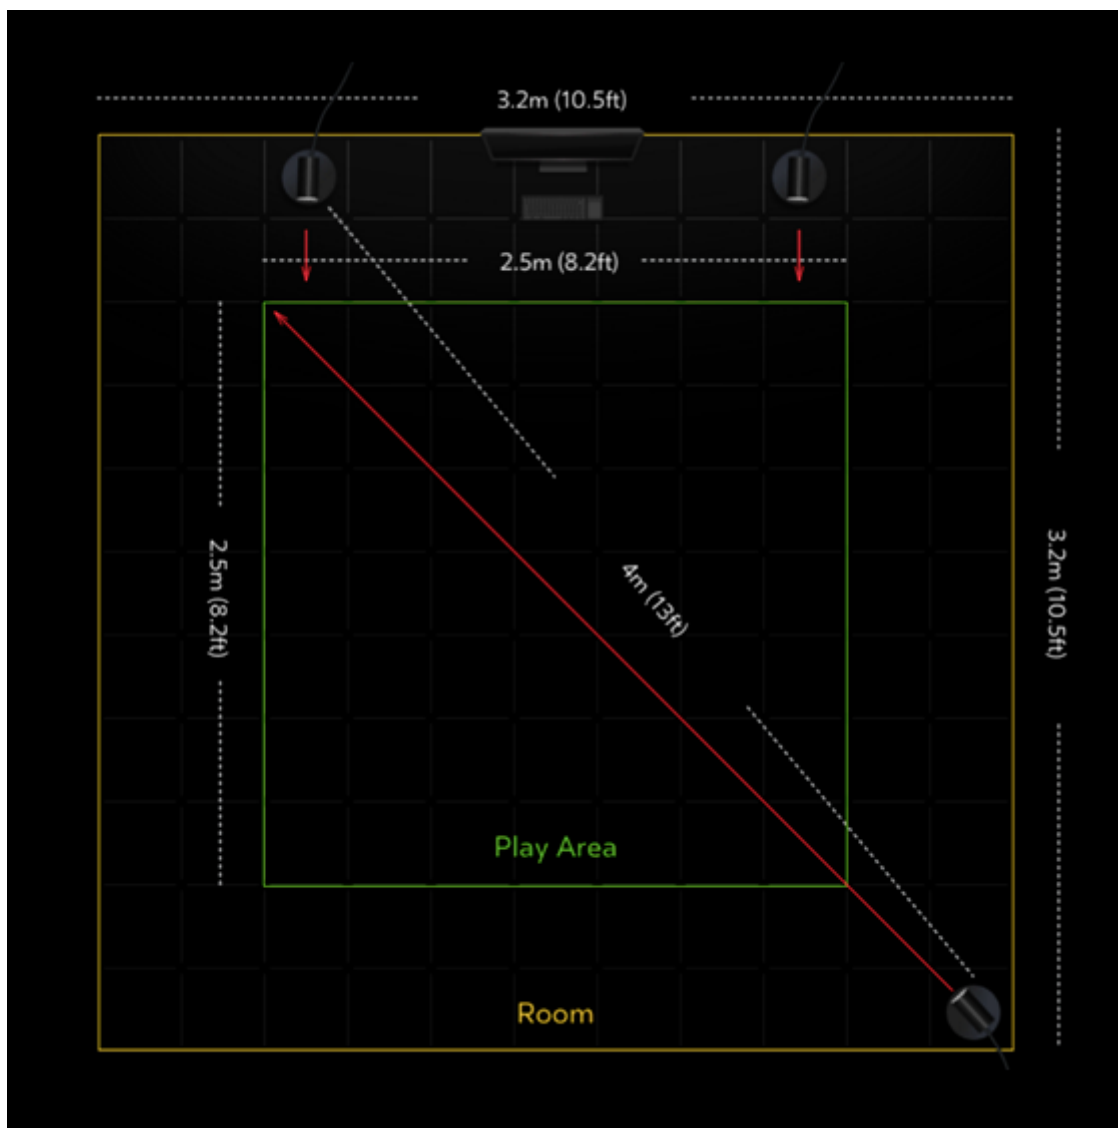 3.2m (10.5ft)
2.5m (8.2ft)
2.5m (8.2ft)
4m (13ft)
3.2m (10.5ft)
Play Area
Room